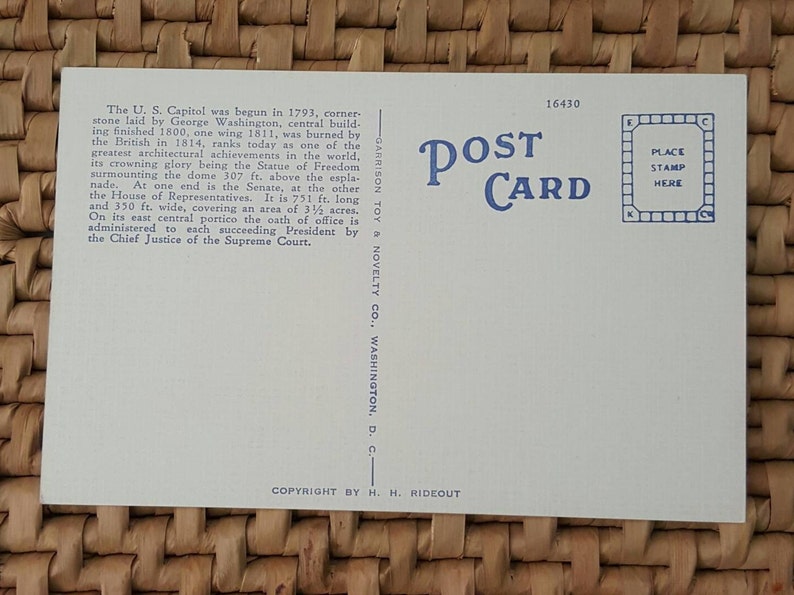 The U. S. Capitol was begun in 1793, corner-
stone laid by George Washington, central build-
ing finished 1800, one wing 1811, was burned by
the British in 1814, ranks today as one of the
greatest architectural achievements in the world,
its crowning glory being the Statue of Freedom
surmounting the dome 307 ft. above the espla-
nade. At one end is the Senate, at the other
the House of Representatives. It is 751 ft. long
and 350 ft. wide, covering an area of 3½ acres.
On its east central portico the oath of office is
administered to each succeeding President by
the Chief Justice of the Supreme Court.
GARRISON TOY & NOVELTY CO., WASHINGTON, D. C.
COPYRIGHT BY H. H. RIDEOUT
16430
POST
CARD
E C
PLACE
STAMP
HERE
K Co